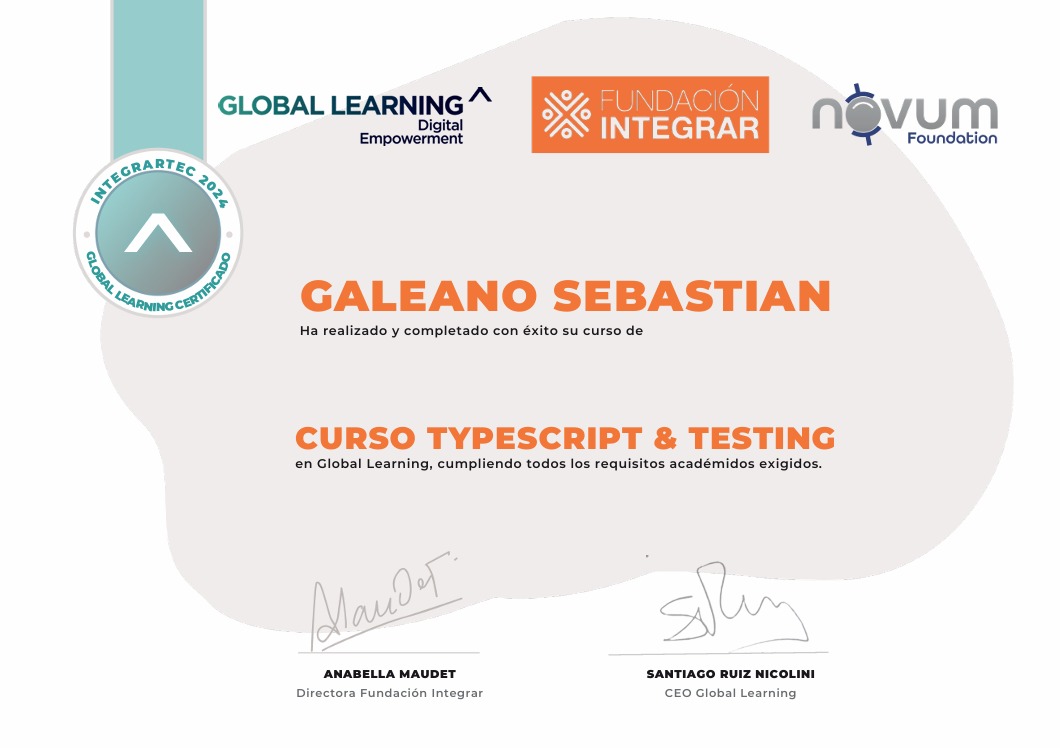 GLOBAL LEARNING
Digital
Empowerment
FUNDACIÓN
INTEGRAR
novum
Foundation
INTEGRARTEC 2024
GLOBAL LEARNING CERTIFICADO
GALEANO SEBASTIAN
Ha realizado y completado con éxito su curso de
CURSO TYPESCRIPT & TESTING
en Global Learning, cumpliendo todos los requisitos académidos exigidos.
Maudet
ANABELLA MAUDET
Directora Fundación Integrar
SANTIAGO RUIZ NICOLINI
CEO Global Learning